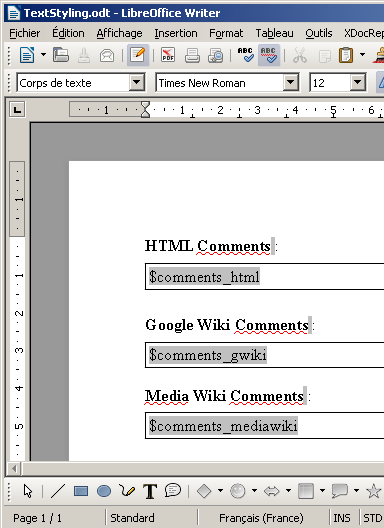 TextStyling.odt - LibreOffice Writer
Fichier Édition Affichage Insertion Format Tableau Outils XDocRep
Corps de texte Times New Roman 12
1 1 2 3 4 5 6
HTML Comments :
$comments_html
Google Wiki Comments :
$comments_gwiki
Media Wiki Comments :
$comments_mediawiki
Page 1 / 1 Standard Français (France) INS STD